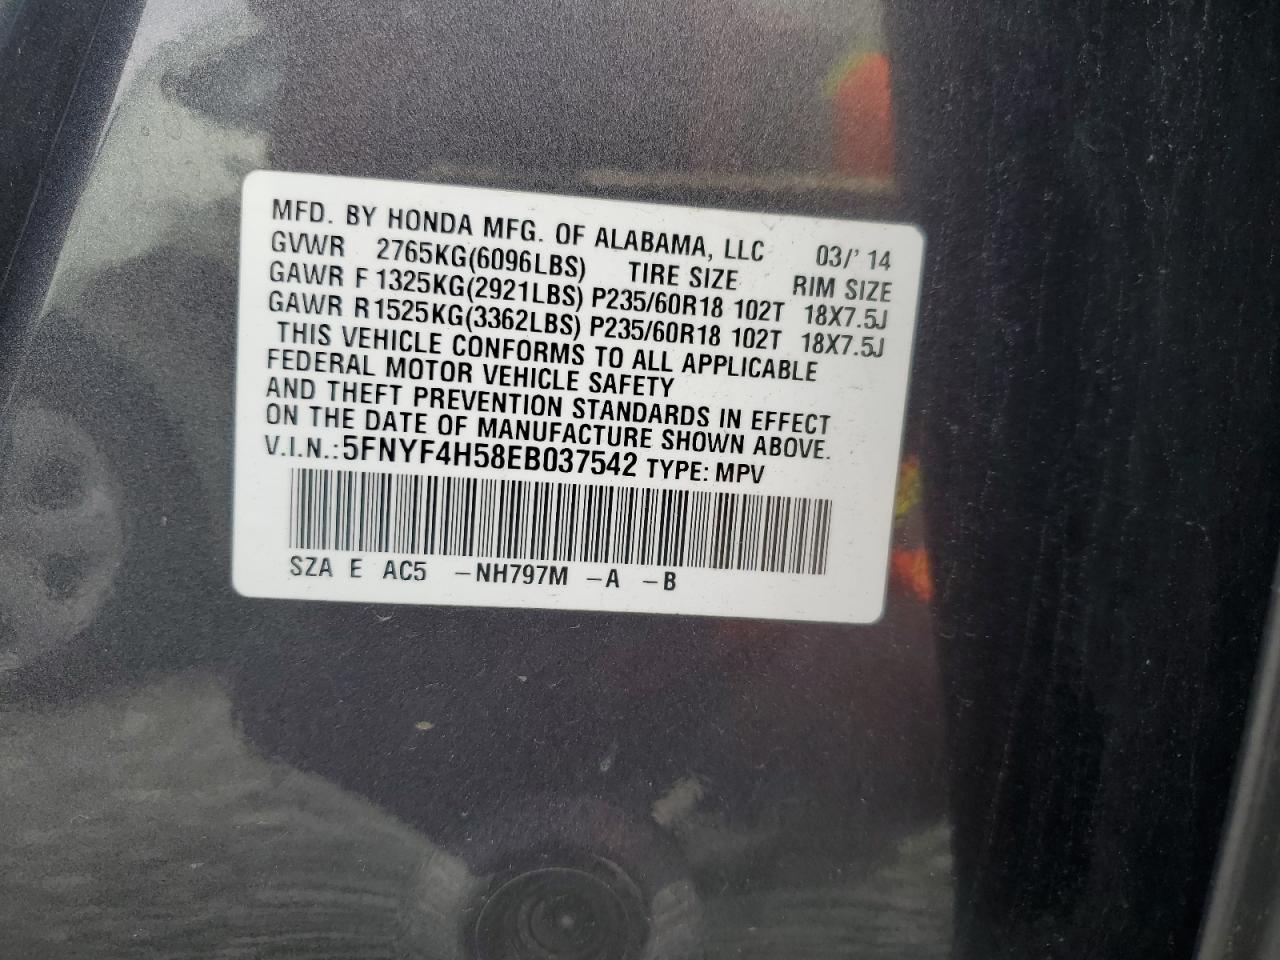 MFD. BY HONDA MFG. OF ALABAMA, LLC 03/' 14
GVWR 2765KG(6096LBS) TIRE SIZE RIM SIZE
GAWR F 1325KG(2921LBS) P235/60R18 102T 18X7.5J
GAWR R1525KG(3362LBS) P235/60R18 102T 18X7.5J
THIS VEHICLE CONFORMS TO ALL APPLICABLE
FEDERAL MOTOR VEHICLE SAFETY
AND THEFT PREVENTION STANDARDS IN EFFECT
ON THE DATE OF MANUFACTURE SHOWN ABOVE.
V.I.N.:5FNYF4H58EB037542 TYPE: MPV
SZA E AC5 -NH797M -A -B